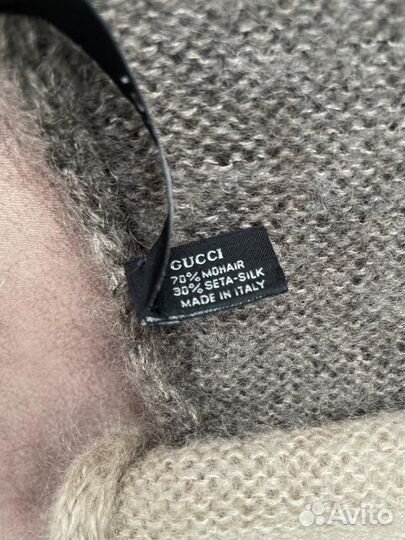 GUCCI
70% MOHAIR
30% SETA-SILK
MADE IN ITALY
Avito